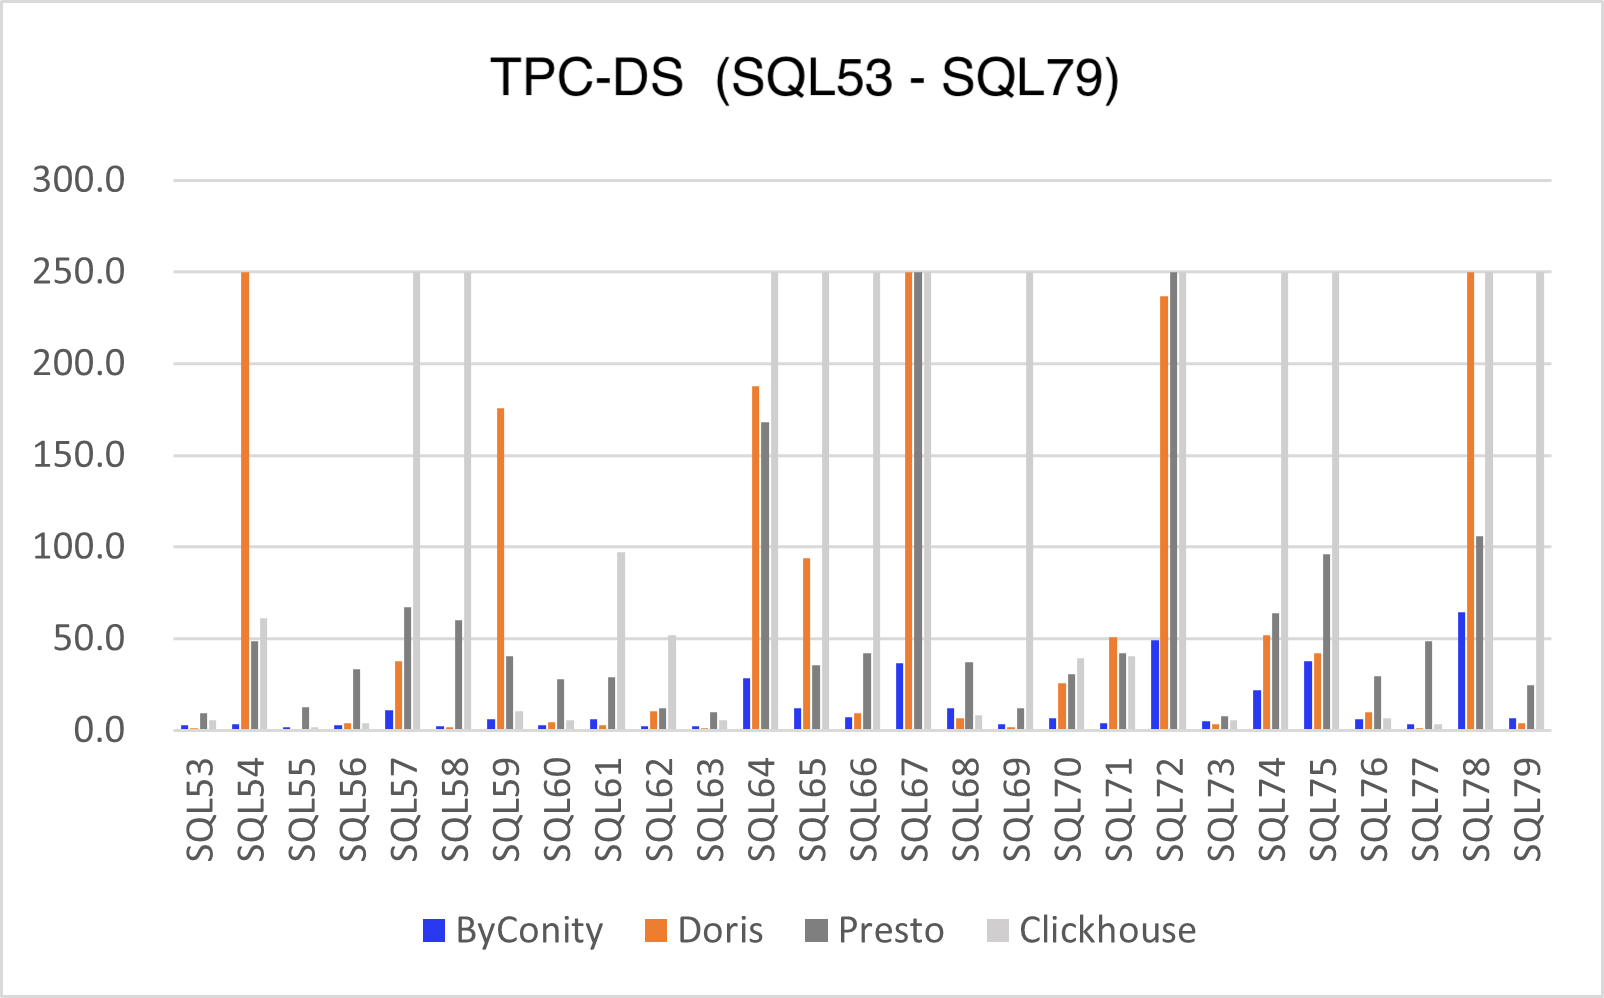 TPC-DS (SQL53 - SQL79)
300.0
250.0
200.0
150.0
100.0
50.0
0.0
SQL53
SQL54
SQL55
SQL56
SQL57
SQL58
SQL59
SQL60
SQL61
SQL62
SQL63
SQL64
SQL65
SQL66
SQL67
SQL68
SQL69
SQL70
SQL71
SQL72
SQL73
SQL74
SQL75
SQL76
SQL77
SQL78
SQL79
ByConity Doris Presto Clickhouse